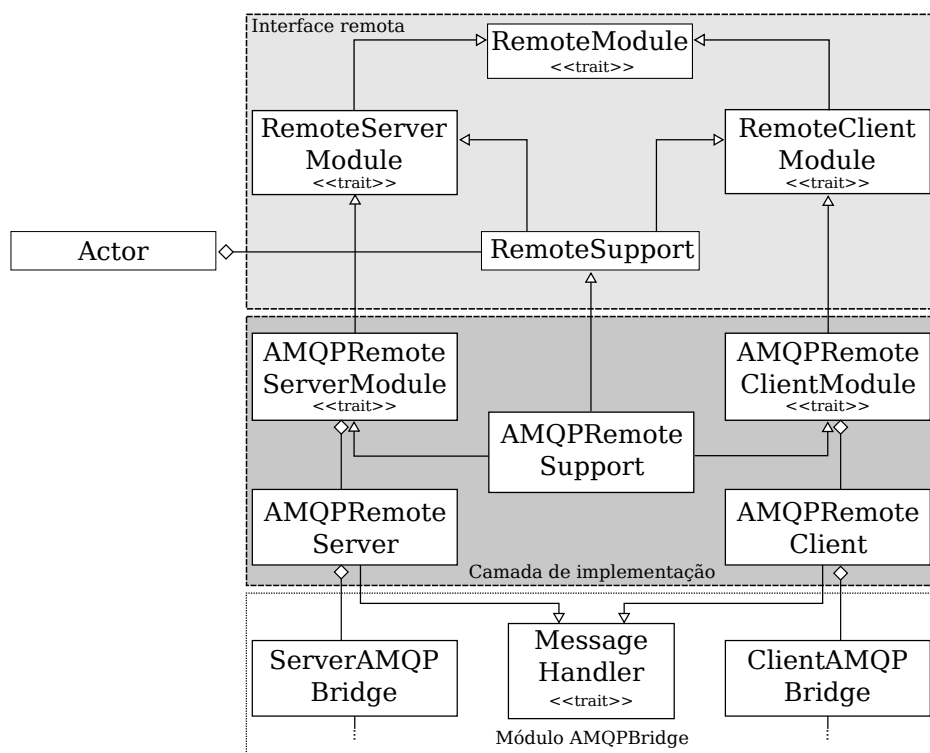 Interface remota
RemoteModule
<<trait>>
RemoteServer
Module
<<trait>>
RemoteClient
Module
<<trait>>
Actor
RemoteSupport
AMQPRemote
ServerModule
<<trait>>
AMQPRemote
ClientModule
<<trait>>
AMQPRemote
Support
AMQPRemote
Server
AMQPRemote
Client
Camada de implementação
ServerAMQP
Bridge
Message
Handler
<<trait>>
ClientAMQP
Bridge
Módulo AMQPBridge